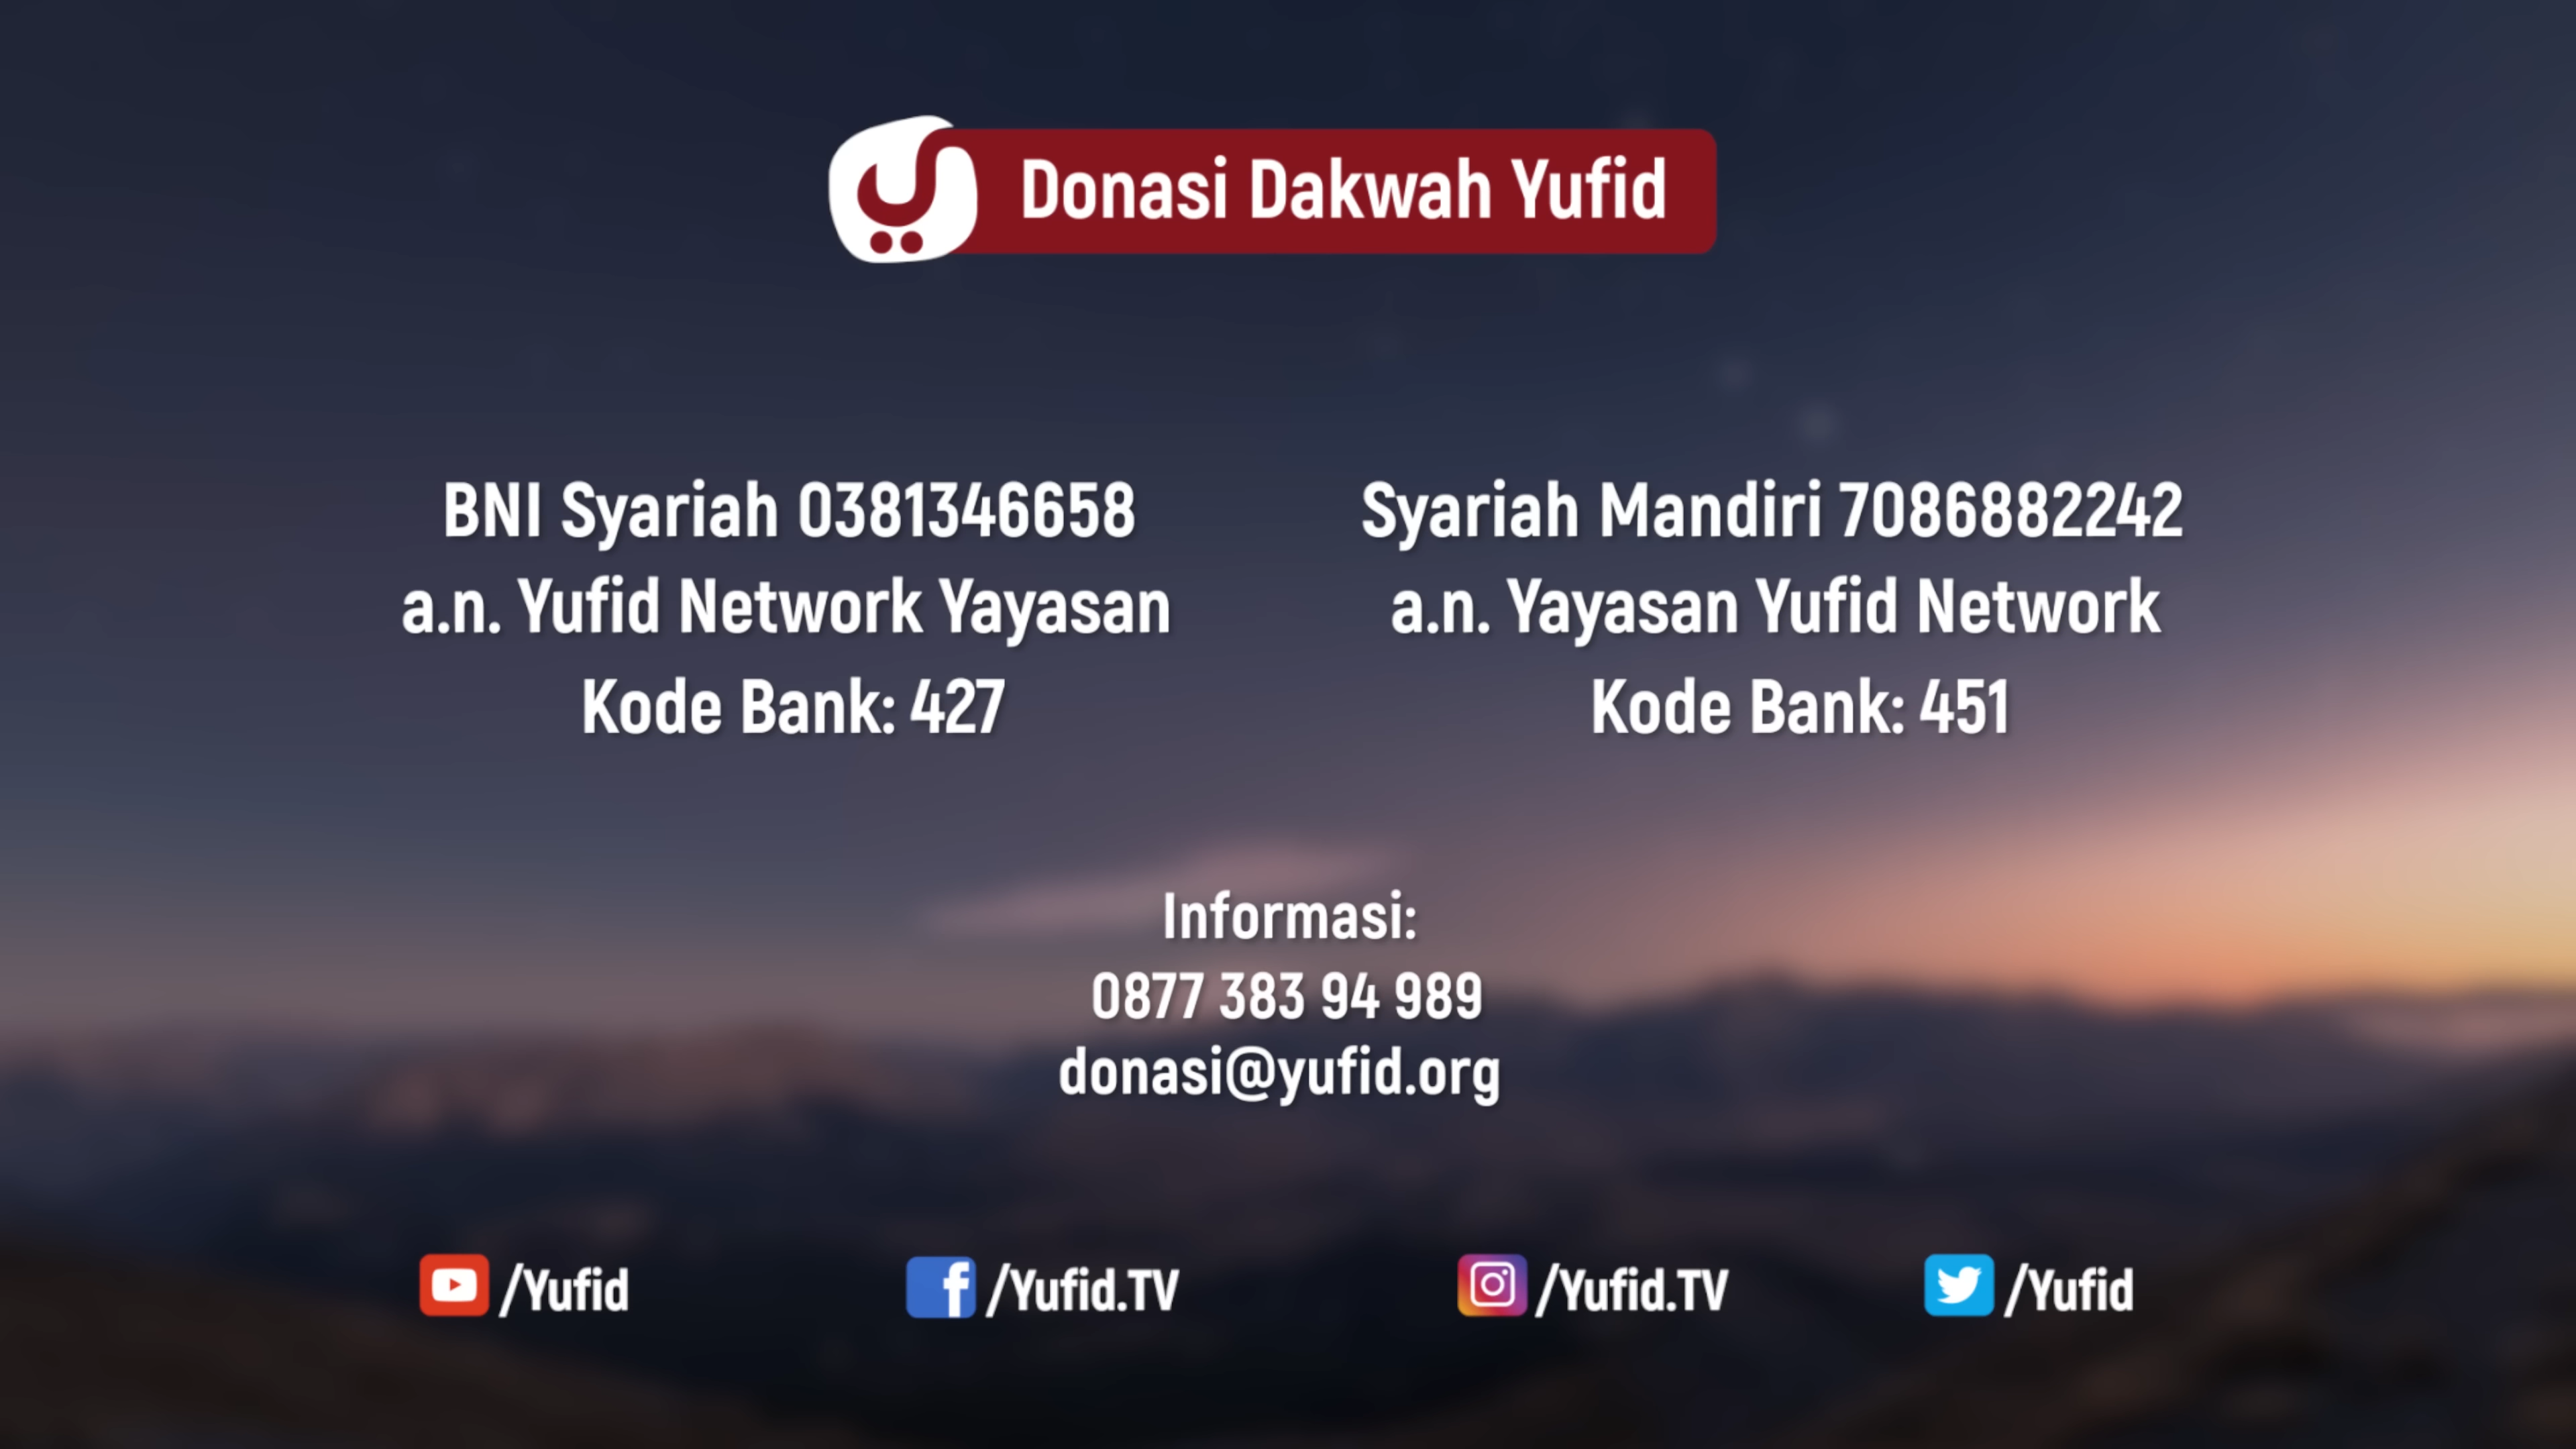 Donasi Dakwah Yufid
BNI Syariah 0381346658
a.n. Yufid Network Yayasan
Kode Bank: 427
Syariah Mandiri 7086882242
a.n. Yayasan Yufid Network
Kode Bank: 451
Informasi:
0877 383 94 989
donasi@yufid.org
/Yufid
/Yufid.TV
/Yufid.TV
/Yufid